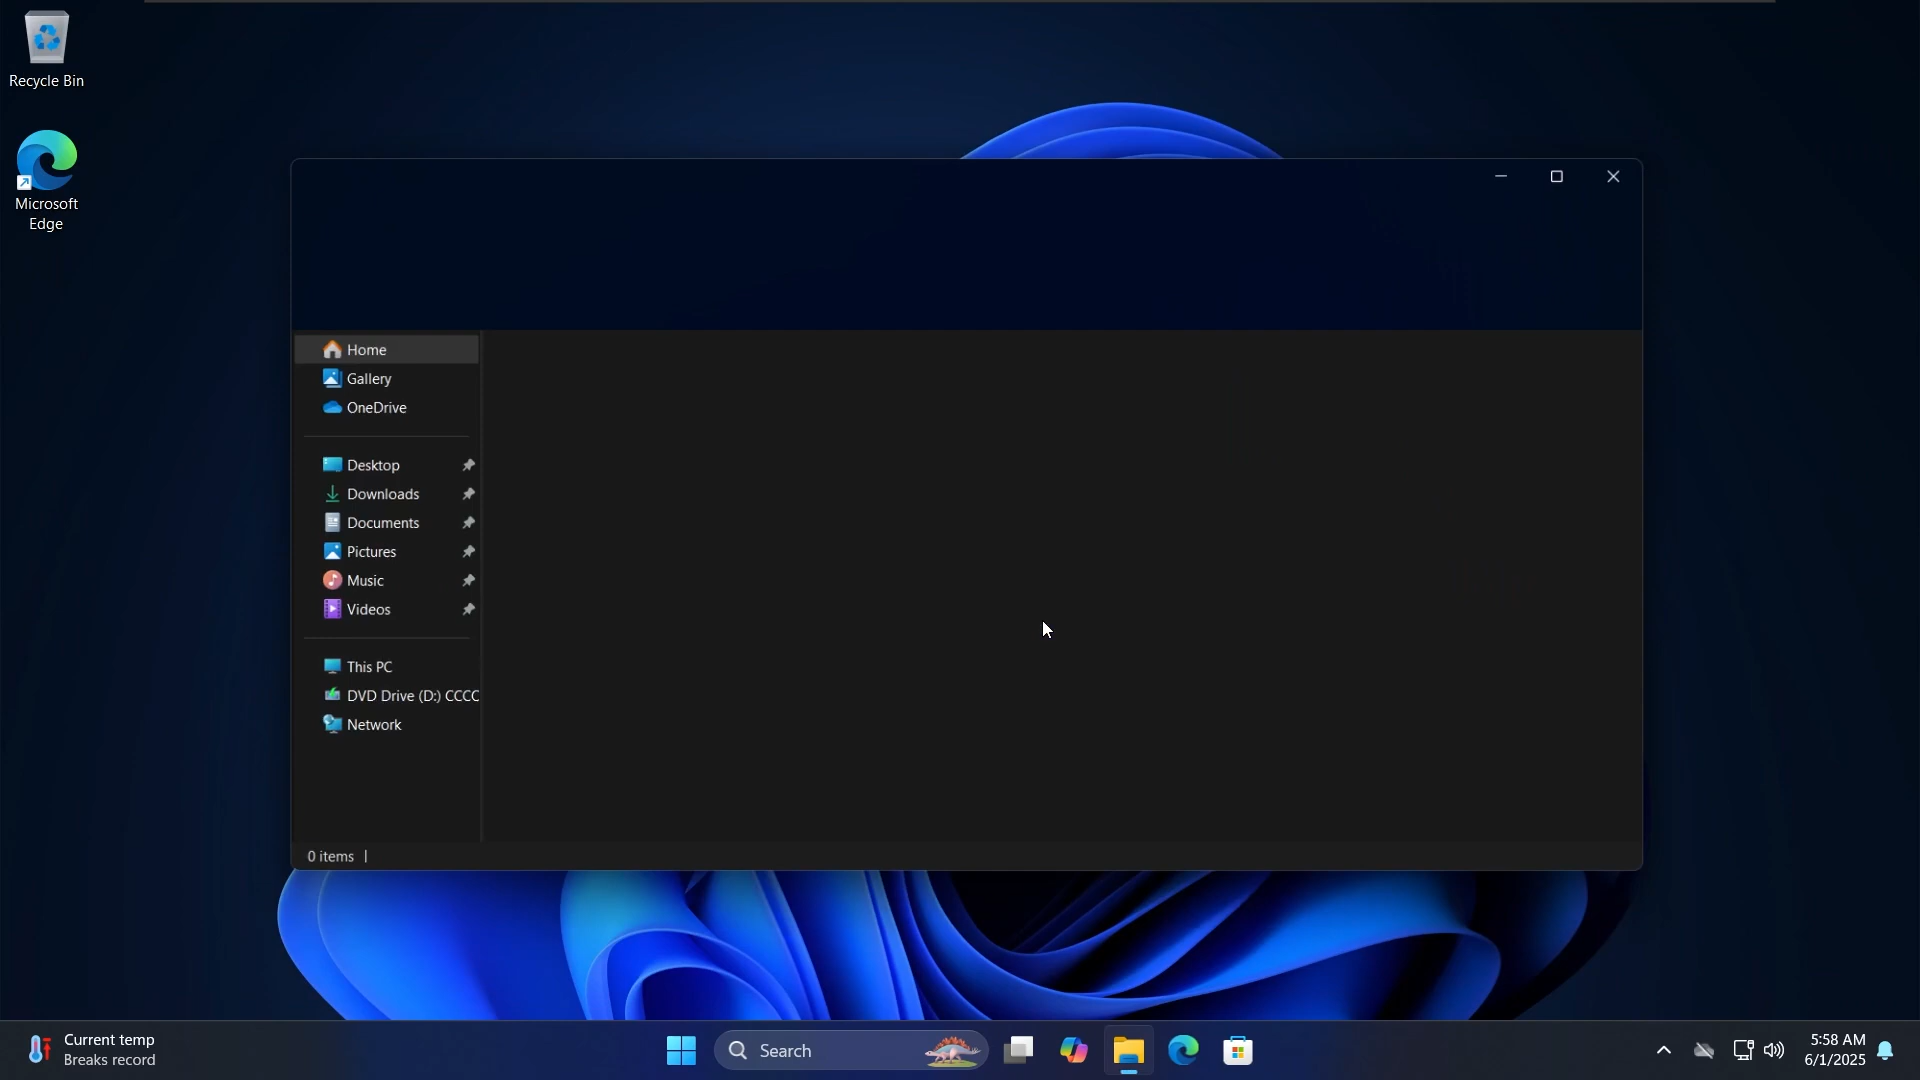 Recycle Bin
Microsoft
Edge
Home
Gallery
OneDrive
Desktop
Downloads
Documents
Pictures
Music
Videos
This PC
DVD Drive (D:) CCCC
Network
0 items
Current temp
Breaks record
Search
5:58 AM
6/1/2025